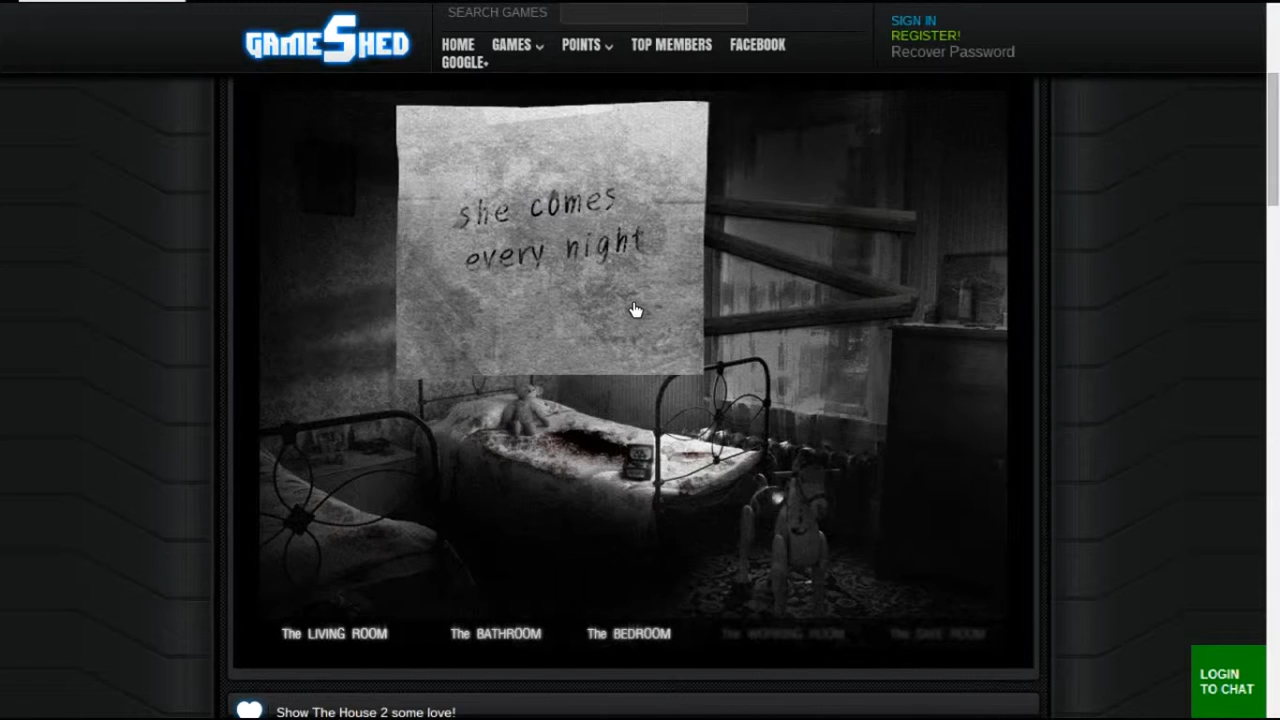 GAMESHED
SEARCH GAMES
HOME GAMES POINTS TOP MEMBERS FACEBOOK
GOOGLE+
SIGN IN
REGISTER!
Recover Password
she comes
every night
The LIVING ROOM The BATHROOM The BEDROOM
LOGIN
TO CHAT
Show The House 2 some love!